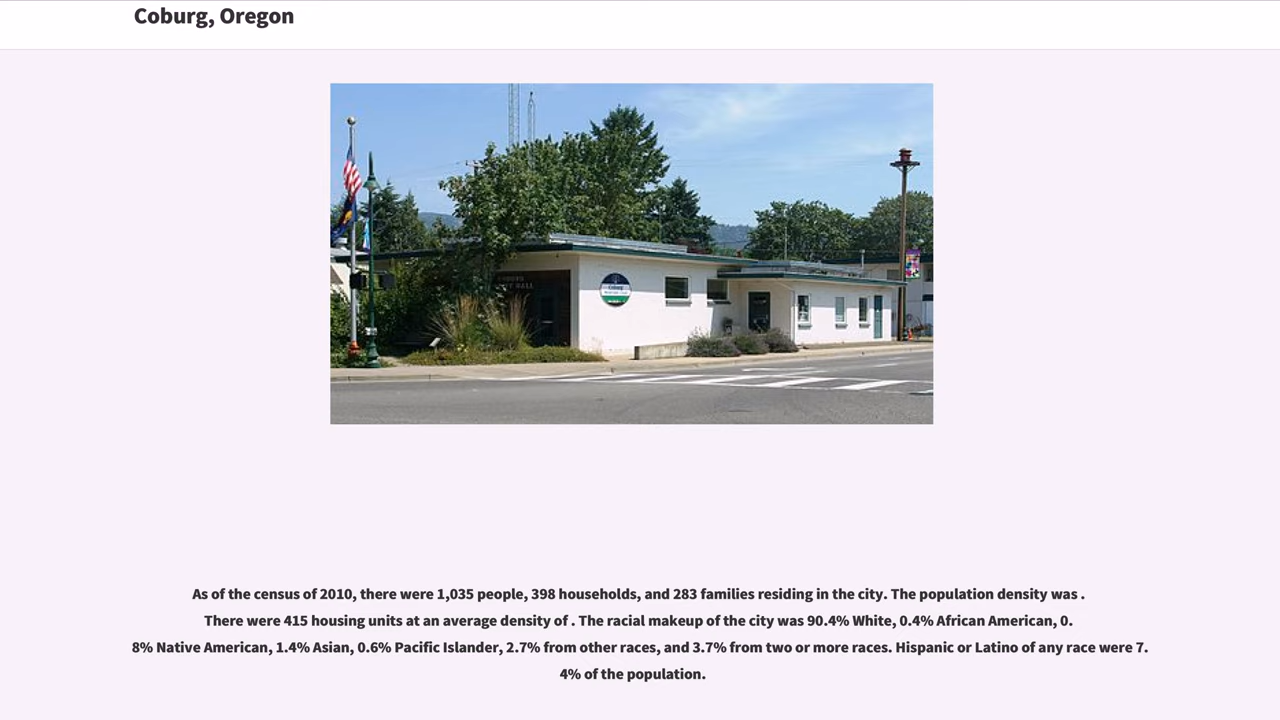 Coburg, Oregon
COBURG
CITY HALL
Coburg
As of the census of 2010, there were 1,035 people, 398 households, and 283 families residing in the city. The population density was .
There were 415 housing units at an average density of . The racial makeup of the city was 90.4% White, 0.4% African American, 0.
8% Native American, 1.4% Asian, 0.6% Pacific Islander, 2.7% from other races, and 3.7% from two or more races. Hispanic or Latino of any race were 7.
4% of the population.